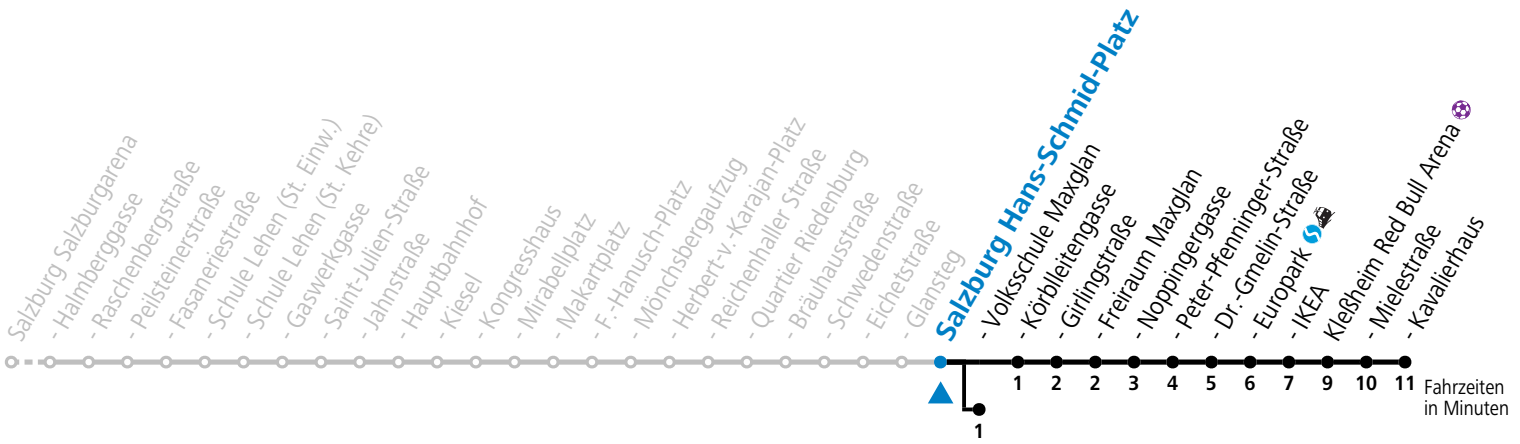 Salzburg Salzburgarena
- Halmberggasse
- Raschenbergstraße
- Peilsteinerstraße
- Fasaneriestraße
- Schule Lehen (St. Einw.)
- Schule Lehen (St. Kehre)
- Gaswerkgasse
- Saint-Julien-Straße
- Jahnstraße
- Hauptbahnhof
- Kiesel
- Kongresshaus
- Mirabellplatz
- Makartplatz
- F.-Hanusch-Platz
- Mönchsbergaufzug
- Herbert-v. Karajan-Platz
- Reichenhaller Straße
- Quartier Riedenburg
- Bräuhausstraße
- Schwedenstraße
- Eichetstraße
- Glansteg
Salzburg Hans-Schmid-Platz
- Volksschule Maxglan
- Körblleitengasse
- Girlingstraße
- Freiraum Maxglan
- Noppingergasse
- Peter-Pfenninger-Straße
- Dr.-Gmelin-Straße
- Europark
- IKEA
Kleßheim Red Bull Arena
- Mielestraße
- Kavalierhaus
1 2 2 3 4 5 6 7 9 10 11
Fahrzeiten
in Minuten
1